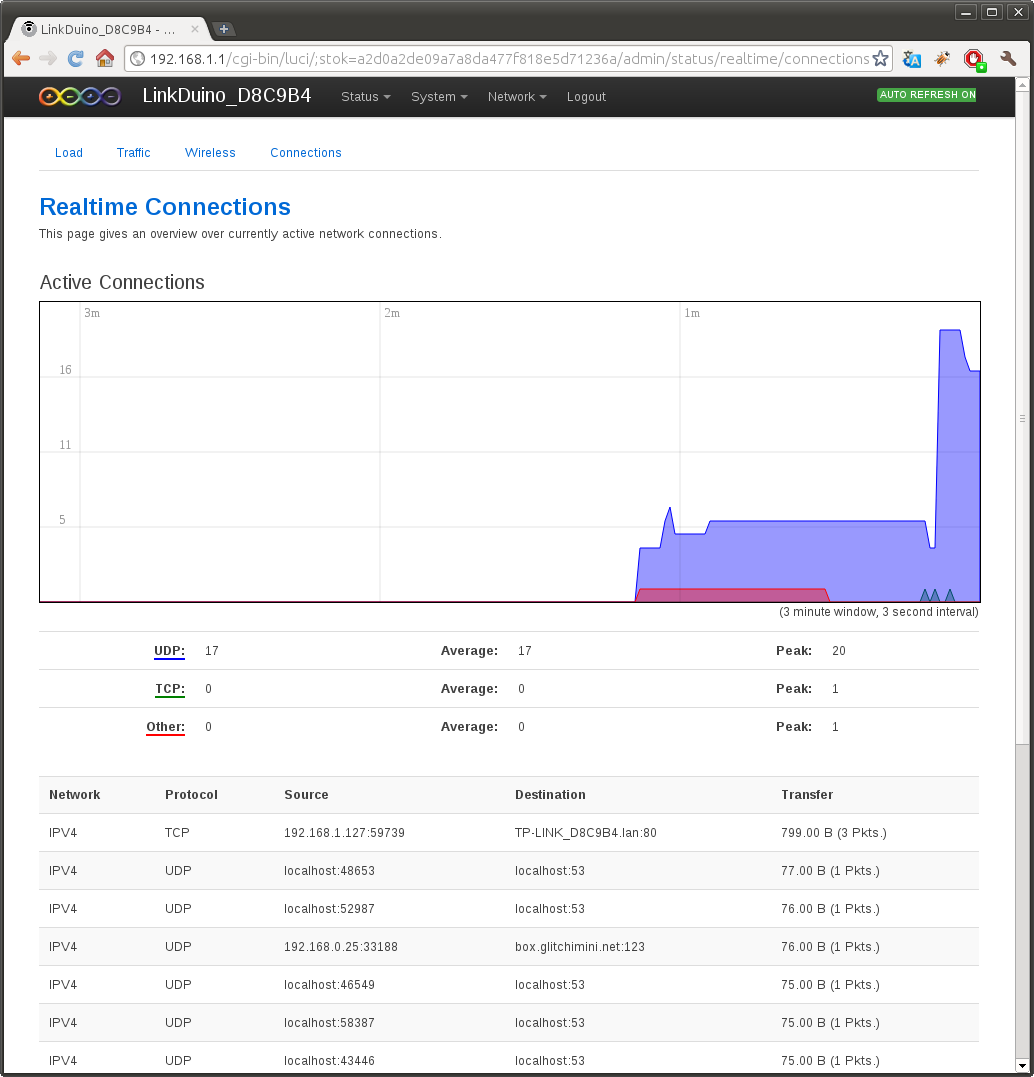 LinkDuino_D8C9B4 - ...
192.168.1.1/cgi-bin/luci/;stok=a2d0a2de09a7a8da477f818e5d71236a/admin/status/realtime/connections
LinkDuino_D8C9B4 Status System Network Logout AUTO REFRESH ON
Load Traffic Wireless Connections
Realtime Connections
This page gives an overview over currently active network connections.
Active Connections
3m 2m 1m
16
11
5
(3 minute window, 3 second interval)
UDP: 17 Average: 17 Peak: 20
TCP: 0 Average: 0 Peak: 1
Other: 0 Average: 0 Peak: 1
Network Protocol Source Destination Transfer
IPV4 TCP 192.168.1.127:59739 TP-LINK_D8C9B4.lan:80 799.00 B (3 Pkts.)
IPV4 UDP localhost:48653 localhost:53 77.00 B (1 Pkts.)
IPV4 UDP localhost:52987 localhost:53 76.00 B (1 Pkts.)
IPV4 UDP 192.168.0.25:33188 box.glitchimini.net:123 76.00 B (1 Pkts.)
IPV4 UDP localhost:46549 localhost:53 75.00 B (1 Pkts.)
IPV4 UDP localhost:58387 localhost:53 75.00 B (1 Pkts.)
IPV4 UDP localhost:43446 localhost:53 75.00 B (1 Pkts.)